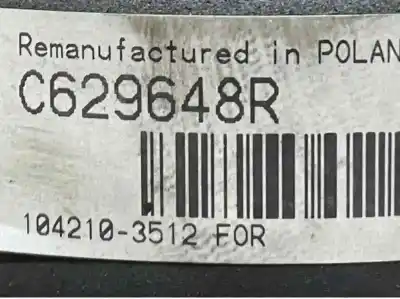 Remanufactured in POLAN
C629648R
104210-3512 FOR